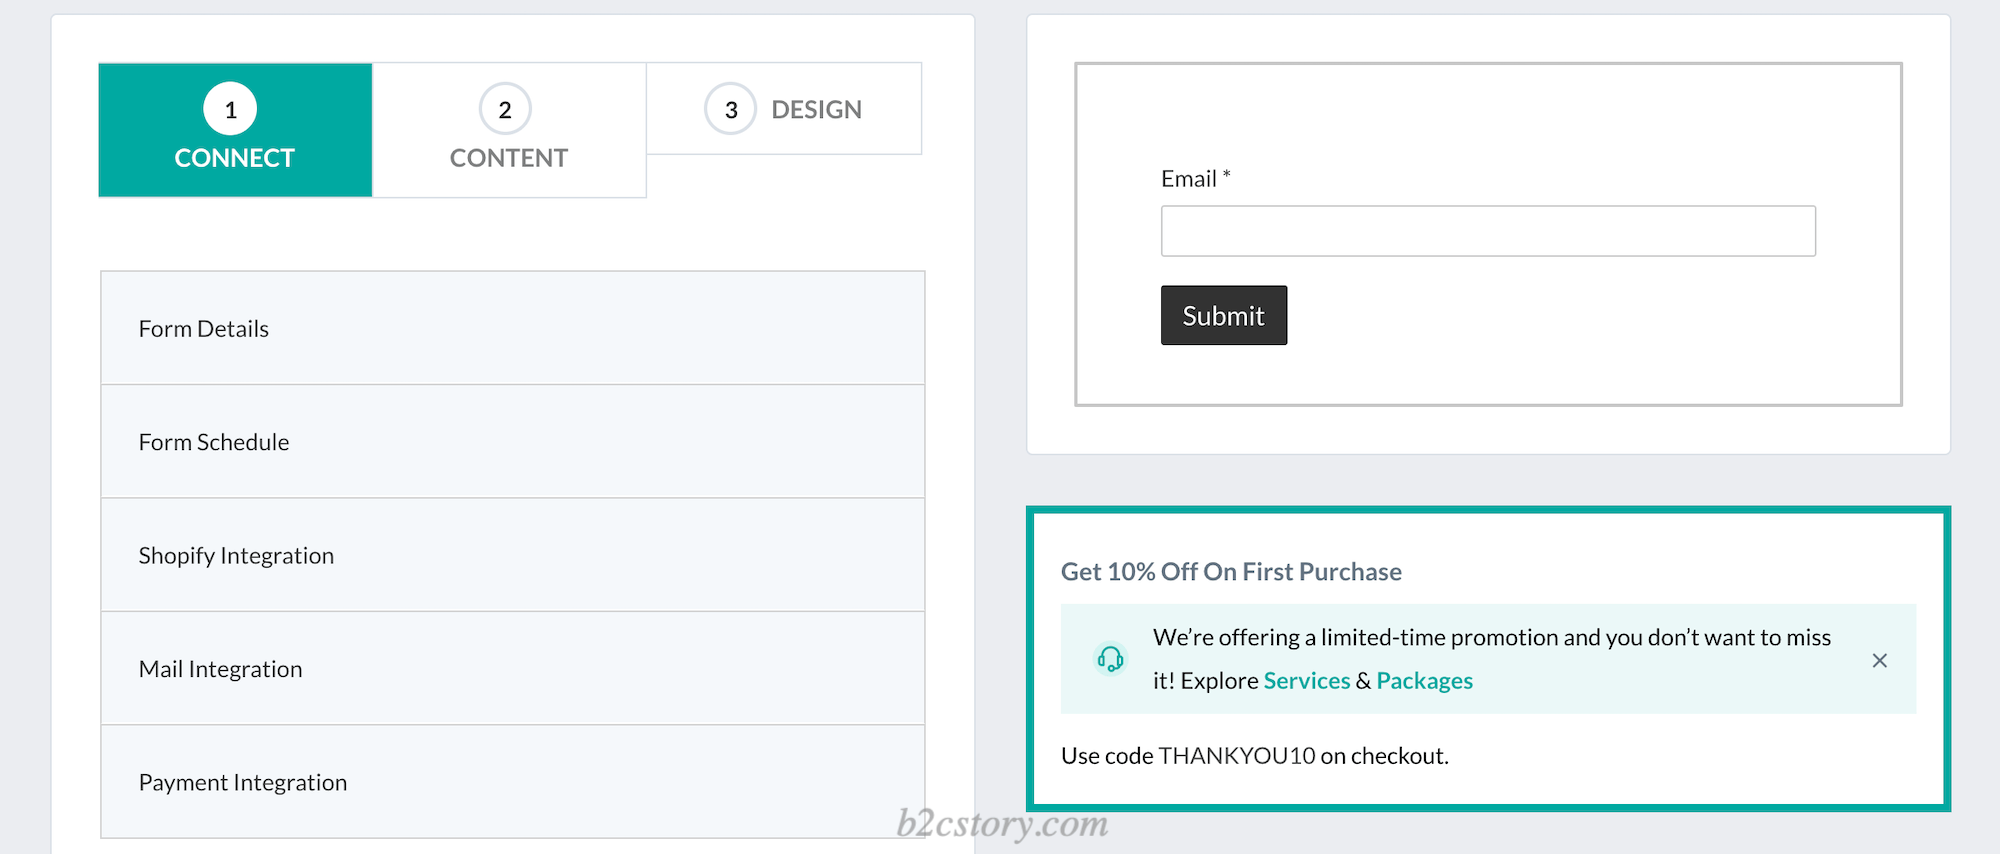 1
CONNECT
2
CONTENT
3 DESIGN
Form Details
Form Schedule
Shopify Integration
Mail Integration
Payment Integration
Email *
Submit
Get 10% Off On First Purchase
We’re offering a limited-time promotion and you don’t want to miss
it! Explore Services & Packages
Use code THANKYOU10 on checkout.
b2cstory.com